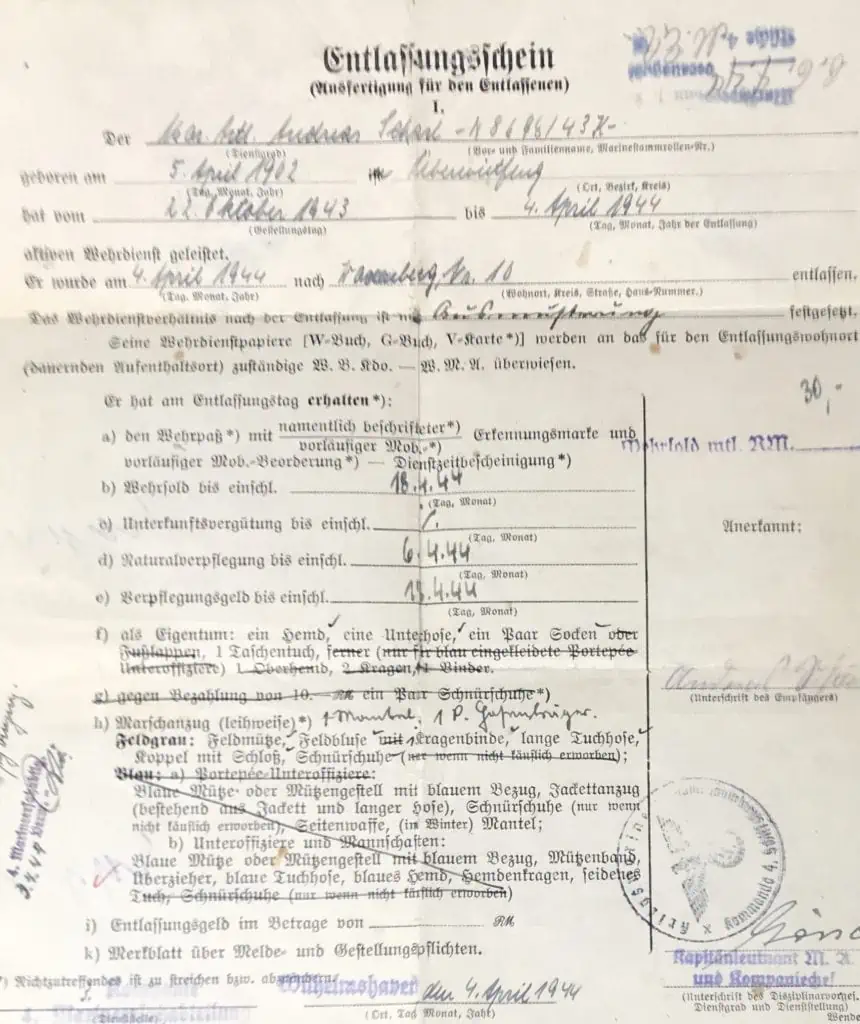 Entlassungsschein
(Ausfertigung für den Entlassenen)
I.
Der Mar. Artl. Andreas - N 8696/43 K -
(Dienstgrad) (Vor- und Familienname, Marinestammrollen-Nr.)
geboren am 5. April 1902 in
(Tag, Monat, Jahr) (Ort, Bezirk, Kreis)
hat vom 22. Oktober 1943 bis 4. April 1944
(Gestellungstag) (Tag, Monat, Jahr der Entlassung)
aktiven Wehrdienst geleistet.
Er wurde am 4. April 1944 nach Nr. 10 entlassen.
(Tag, Monat, Jahr) (Wohnort, Kreis, Straße, Haus-Nummer.)
Das Wehrdienstverhältnis nach der Entlassung ist mit Ausmusterung festgesetzt.
Seine Wehrdienstpapiere [W-Buch, G-Buch, V-Karte*)] werden an das für den Entlassungswohnort
(dauernden Aufenthaltsort) zuständige W. B. Kdo. — W. M. A. überwiesen.
30,-
Er hat am Entlassungstag erhalten*):
a) den Wehrpaß*) mit namentlich beschrifteter*) Erkennungsmarke und
vorläufiger Mob.-*)
Wehrsold mtl. RM.
vorläufiger Mob.-Beorderung*) — Dienstzeitbescheinigung*)
b) Wehrsold bis einschl. 18.4.44
(Tag, Monat)
c) Unterkunftsvergütung bis einschl. /.
(Tag, Monat)
Anerkannt:
d) Naturalverpflegung bis einschl. 6.4.44
(Tag, Monat)
e) Verpflegungsgeld bis einschl. 18.4.44
(Tag, Monat)
f) als Eigentum: ein Hemd, eine Unterhose, ein Paar Socken oder
Fußlappen, 1 Taschentuch, ferner (nur für blau eingekleidete Portepée
Unteroffiziere) 1 Oberhemd, 2 Kragen, 1 Binder.
(Unterschrift des Empfängers)
g) gegen Bezahlung von 10.— RM ein Paar Schnürschuhe*)
h) Marschanzug (leihweise)*) 1 Mantel, 1 P. Hosenträger.
Feldgrau: Feldmütze, Feldbluse mit Kragenbinde, lange Tuchhose,
Koppel mit Schloß, Schnürschuhe (nur wenn nicht käuflich erworben);
Blau: a) Portepée-Unteroffiziere:
Blaue Mütze oder Mützengestell mit blauem Bezug, Jackettanzug
(bestehend aus Jackett und langer Hose), Schnürschuhe (nur wenn
nicht käuflich erworben), Seitenwaffe, (im Winter) Mantel;
b) Unteroffiziere und Mannschaften:
Blaue Mütze oder Mützengestell mit blauem Bezug, Mützenband,
Überzieher, blaue Tuchhose, blaues Hemd, Hemdenkragen, seidenes
Tuch, Schnürschuhe (nur wenn nicht käuflich erworben)
i) Entlassungsgeld im Betrage von RM
k) Merkblatt über Melde- und Gestellungspflichten.
*) Nichtzutreffendes ist zu streichen bzw. abzuändern.
Kapitänleutnant M. A.
und Kompaniechef
Wilhelmshaven, den 4. April 1944
(Dienststelle) (Ort, Tag Monat, Jahr)
(Unterschrift des Disziplinarvorges.
Dienstgrad und Dienststellung)
Wende